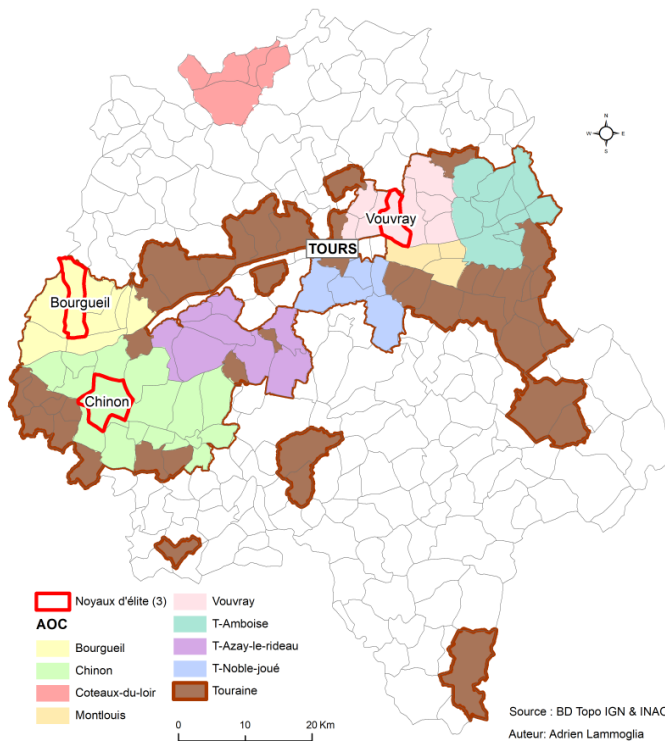 N
W E
S
Vouvray
TOURS
Bourgueil
Chinon
Noyaux d'élite (3)
AOC
Bourgueil
Chinon
Coteaux-du-loir
Montlouis
Vouvray
T-Amboise
T-Azay-le-rideau
T-Noble-joué
Touraine
0 10 20 Km
Source : BD Topo IGN & INAO
Auteur: Adrien Lammoglia